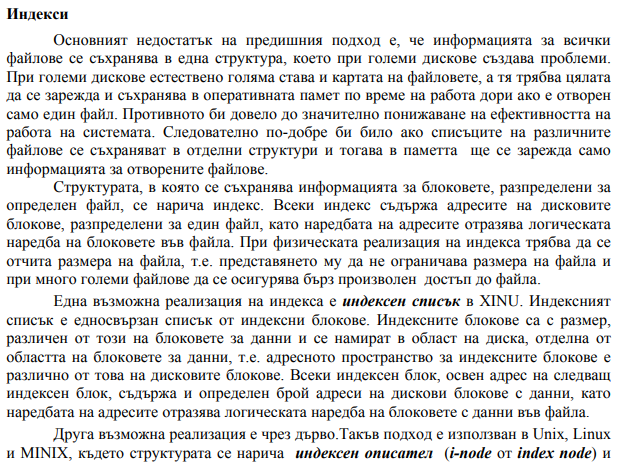 Индекси
Основният недостатък на предишния подход е, че информацията за всички
файлове се съхранява в една структура, което при големи дискове създава проблеми.
При големи дискове естествено голяма става и картата на файловете, а тя трябва цялата
да се зарежда и съхранява в оперативната памет по време на работа дори ако е отворен
само един файл. Противното би довело до значително понижаване на ефективността на
работа на системата. Следователно по-добре би било ако списъците на различните
файлове се съхраняват в отделни структури и тогава в паметта ще се зарежда само
информацията за отворените файлове.
Структурата, в която се съхранява информацията за блоковете, разпределени за
определен файл, се нарича индекс. Всеки индекс съдържа адресите на дисковите
блокове, разпределени за един файл, като наредбата на адресите отразява логическата
наредба на блоковете във файла. При физическата реализация на индекса трябва да се
отчита размера на файла, т.е. представянето му да не ограничава размера на файла и
при много големи файлове да се осигурява бърз произволен достъп до файла.
Една възможна реализация на индекса е индексен списък в XINU. Индексният
списък е едносвързан списък от индексни блокове. Индексните блокове са с размер,
различен от този на блоковете за данни и се намират в област на диска, отделна от
областта на блоковете за данни, т.е. адресното пространство за индексните блокове е
различно от това на дисковите блокове. Всеки индексен блок, освен адрес на следващ
индексен блок, съдържа и определен брой адреси на дискови блокове с данни, като
наредбата на адресите отразява логическата наредба на блоковете с данни във файла.
Друга възможна реализация е чрез дърво.Такъв подход е използван в Unix, Linux
и MINIX, където структурата се нарича индексен описател (i-node от index node) и